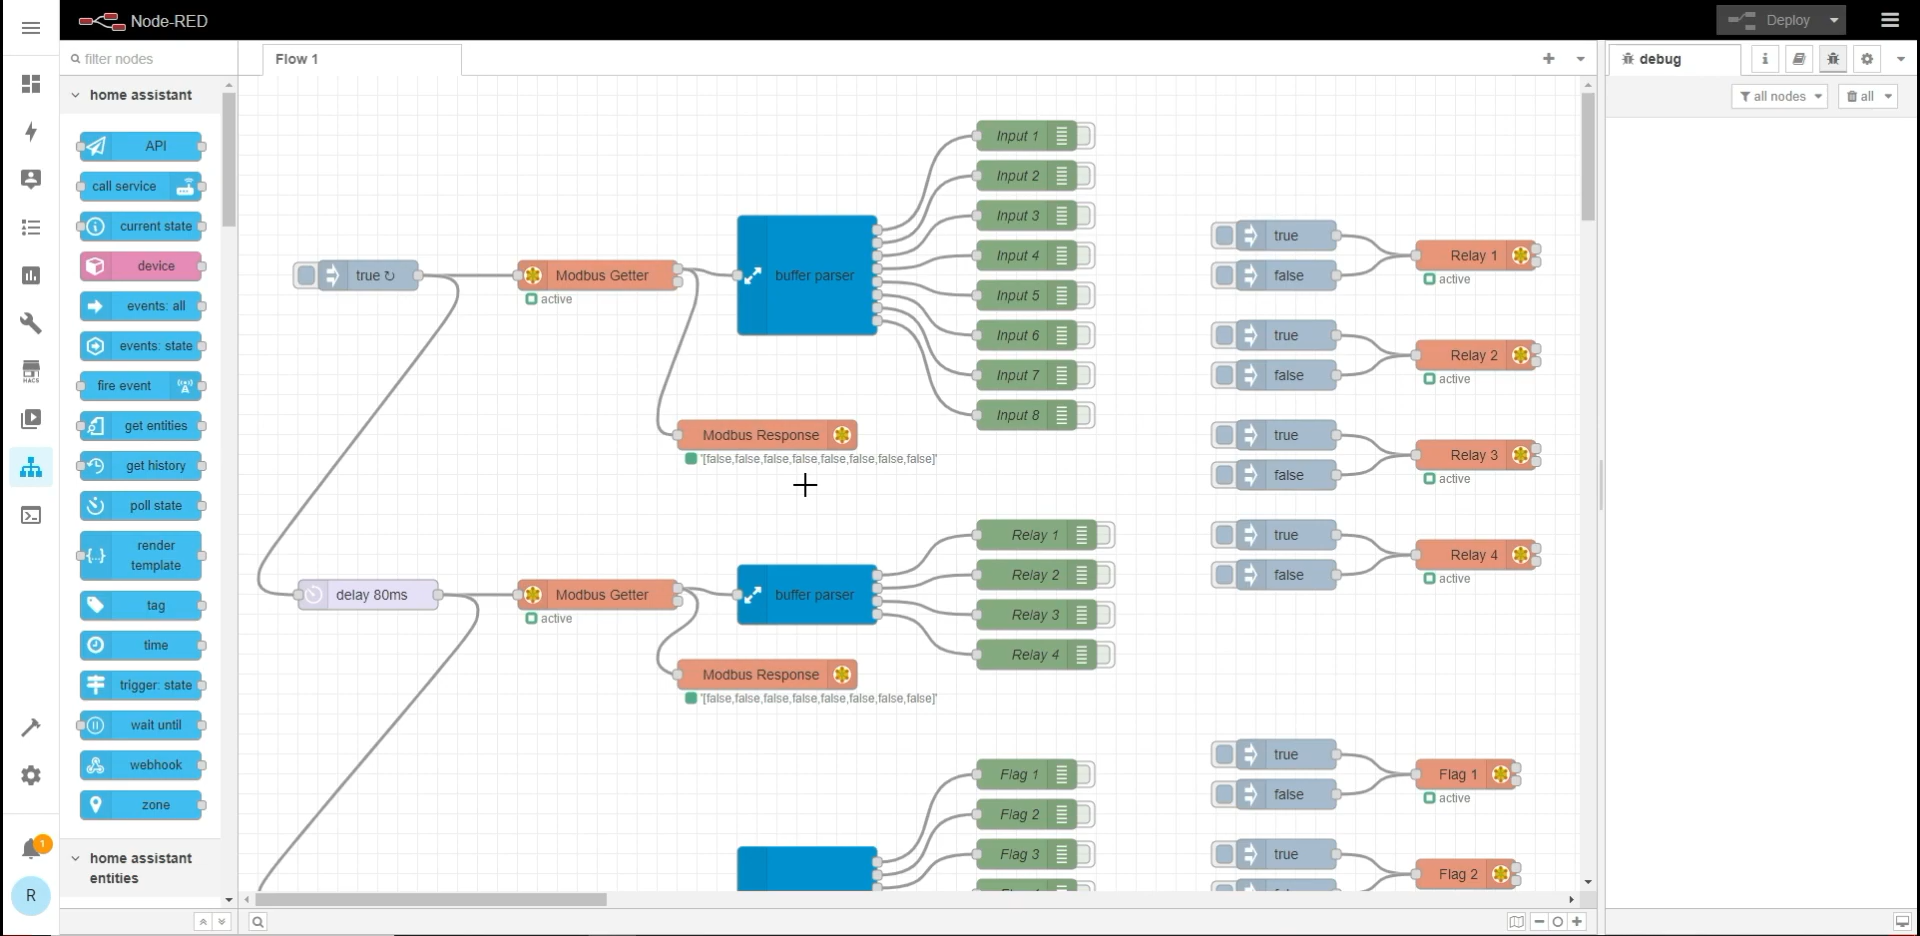 Node-RED
Deploy
filter nodes
Flow 1
debug
all nodes
all
home assistant
API
call service
current state
device
events: all
events: state
fire event
get entities
get history
poll state
render
template
tag
time
trigger: state
wait until
webhook
zone
home assistant
entities
HACS
1
R
true ↻
Modbus Getter
active
buffer parser
Input 1
Input 2
Input 3
Input 4
Input 5
Input 6
Input 7
Input 8
Modbus Response
'[false,false,false,false,false,false,false,false]'
delay 80ms
Modbus Getter
active
buffer parser
Relay 1
Relay 2
Relay 3
Relay 4
Modbus Response
'[false,false,false,false,false,false,false,false]'
Flag 1
Flag 2
Flag 3
true
false
Relay 1
active
true
false
Relay 2
active
true
false
Relay 3
active
true
false
Relay 4
active
true
false
Flag 1
active
true
Flag 2